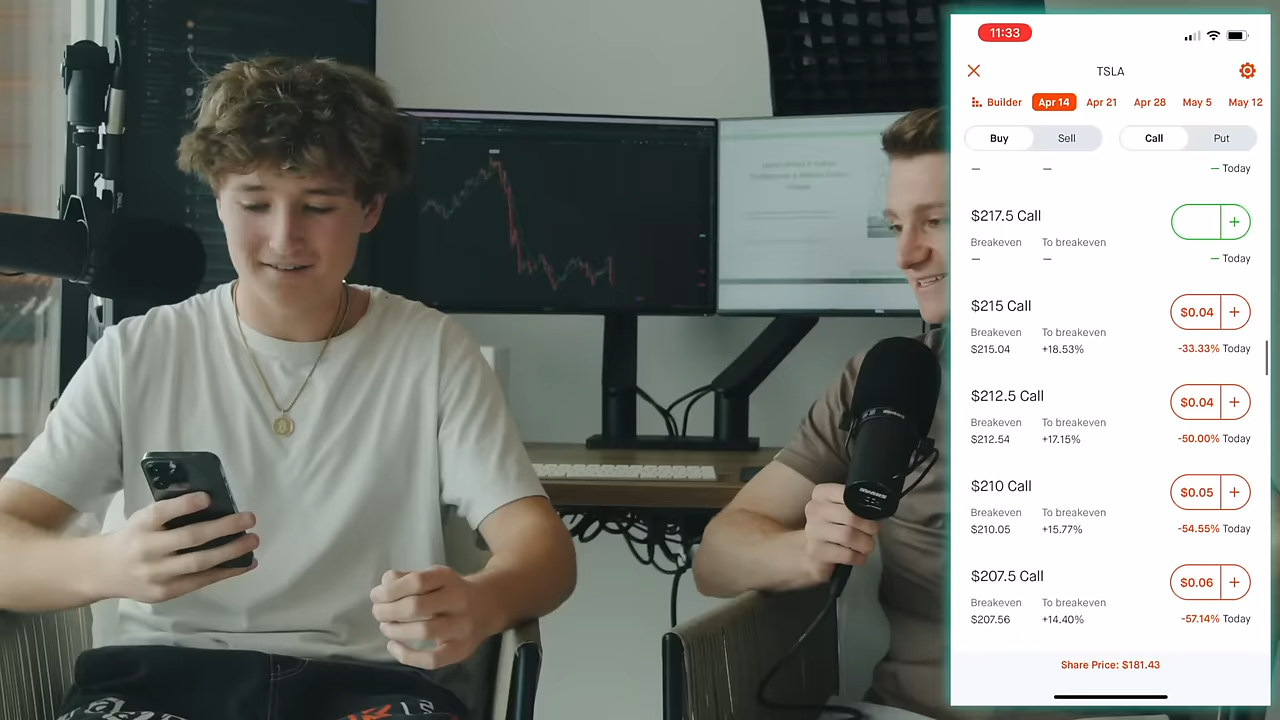 11:33
TSLA
Builder Apr 14 Apr 21 Apr 28 May 5 May 12
Buy Sell Call Put
— — — Today
$217.5 Call +
Breakeven To breakeven
— — — Today
$215 Call $0.04 +
Breakeven To breakeven
$215.04 +18.53% -33.33% Today
$212.5 Call $0.04 +
Breakeven To breakeven
$212.54 +17.15% -50.00% Today
$210 Call $0.05 +
Breakeven To breakeven
$210.05 +15.77% -54.55% Today
$207.5 Call $0.06 +
Breakeven To breakeven
$207.56 +14.40% -57.14% Today
Share Price: $181.43